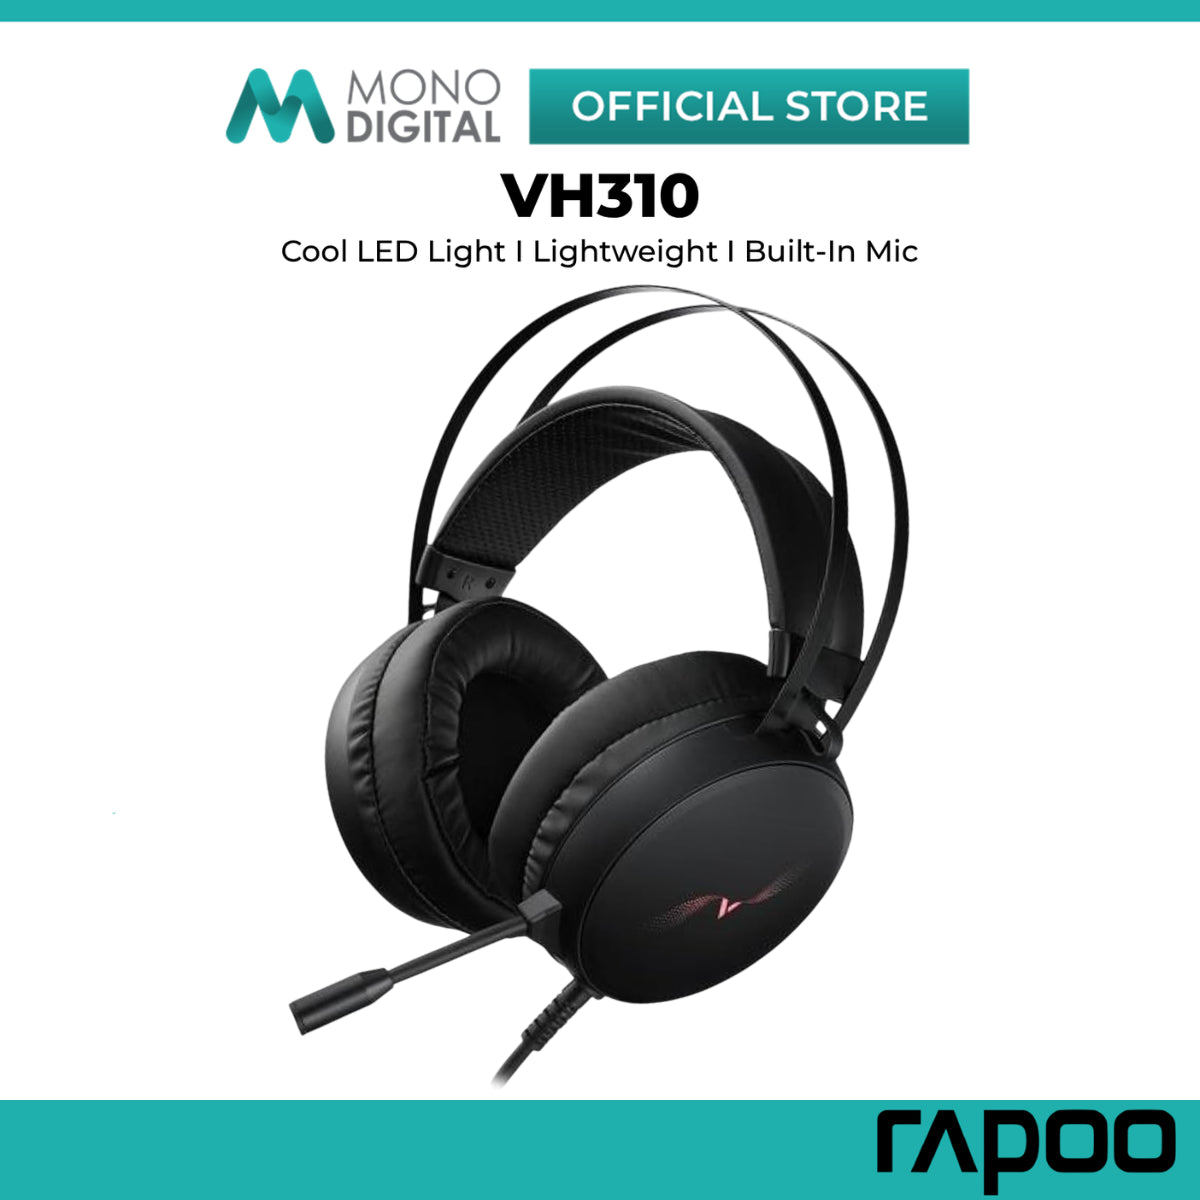 MONO
DIGITAL
OFFICIAL STORE
VH310
Cool LED Light I Lightweight I Built-In Mic
R
rapoo